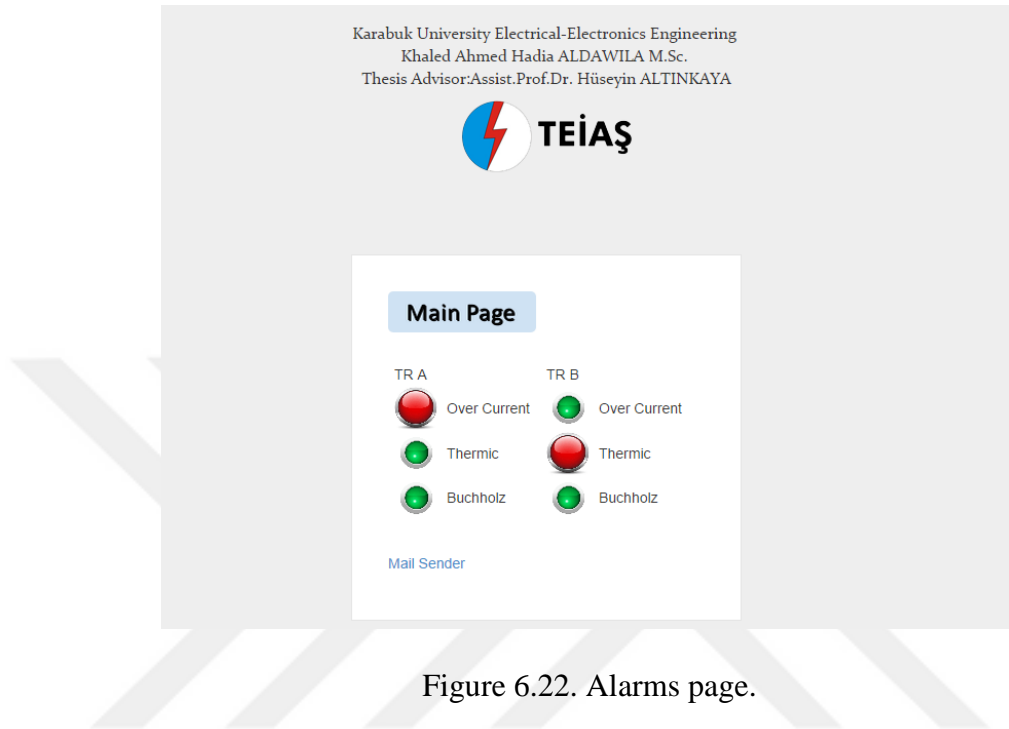 Karabuk University Electrical-Electronics Engineering
Khaled Ahmed Hadia ALDAWILA M.Sc.
Thesis Advisor:Assist.Prof.Dr. Hüseyin ALTINKAYA
TEİAŞ
Main Page
TR A TR B
Over Current Over Current
Thermic Thermic
Buchholz Buchholz
Mail Sender
Figure 6.22. Alarms page.